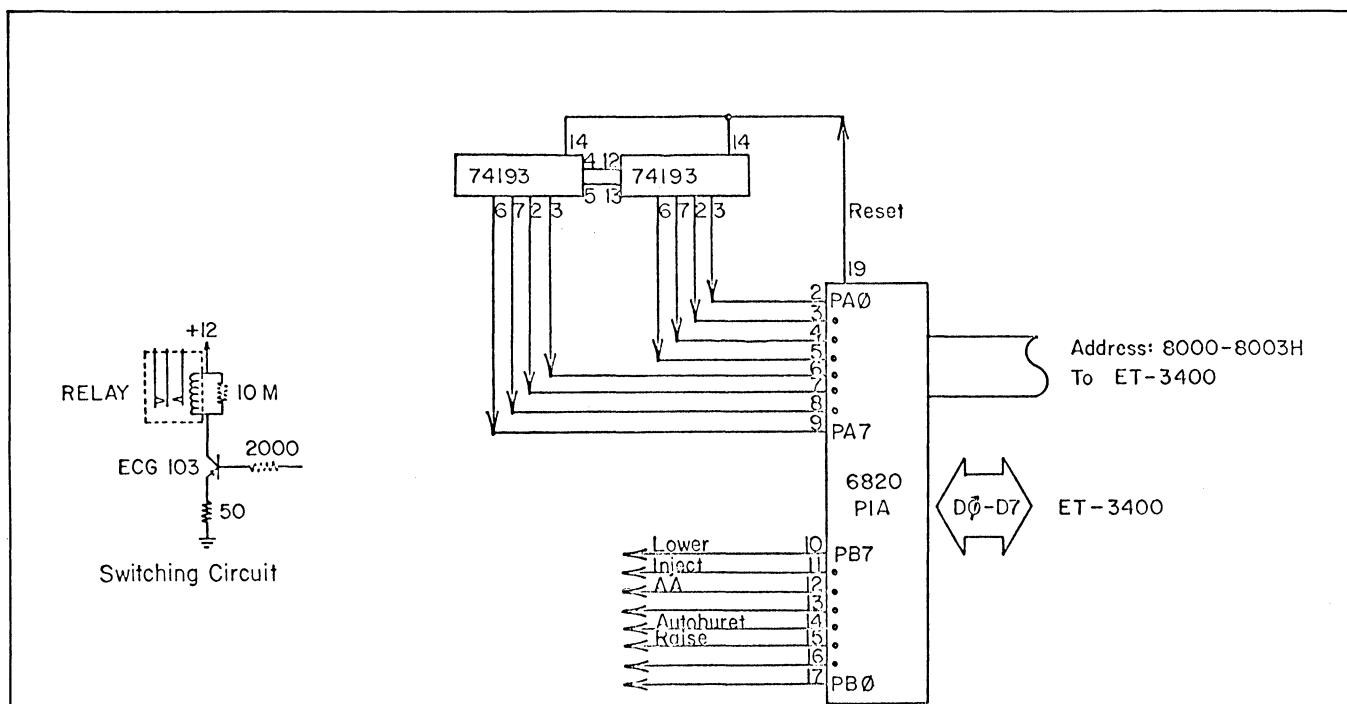 14
14
74193
4 12
5 13
74193
6 7 2 3
6 7 2 3
Reset
19
2 PAØ
3
4
5
6
7
8
9 PA7
Address: 8000-8003H
To ET-3400
+12
RELAY
10 M
ECG 103
2000
50
Switching Circuit
6820
PIA
DØ-D7
ET-3400
Lower 10 PB7
Inject 11
AA 12
13
Autoburet 14
Raise 15
16
17 PBØ